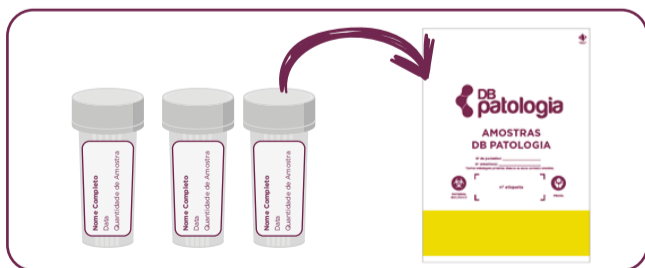 Nome Completo
Data
Quantidade de Amostra
Nome Completo
Data
Quantidade de Amostra
Nome Completo
Data
Quantidade de Amostra
DB
patologia
AMOSTRAS
DB PATOLOGIA
nº etiqueta